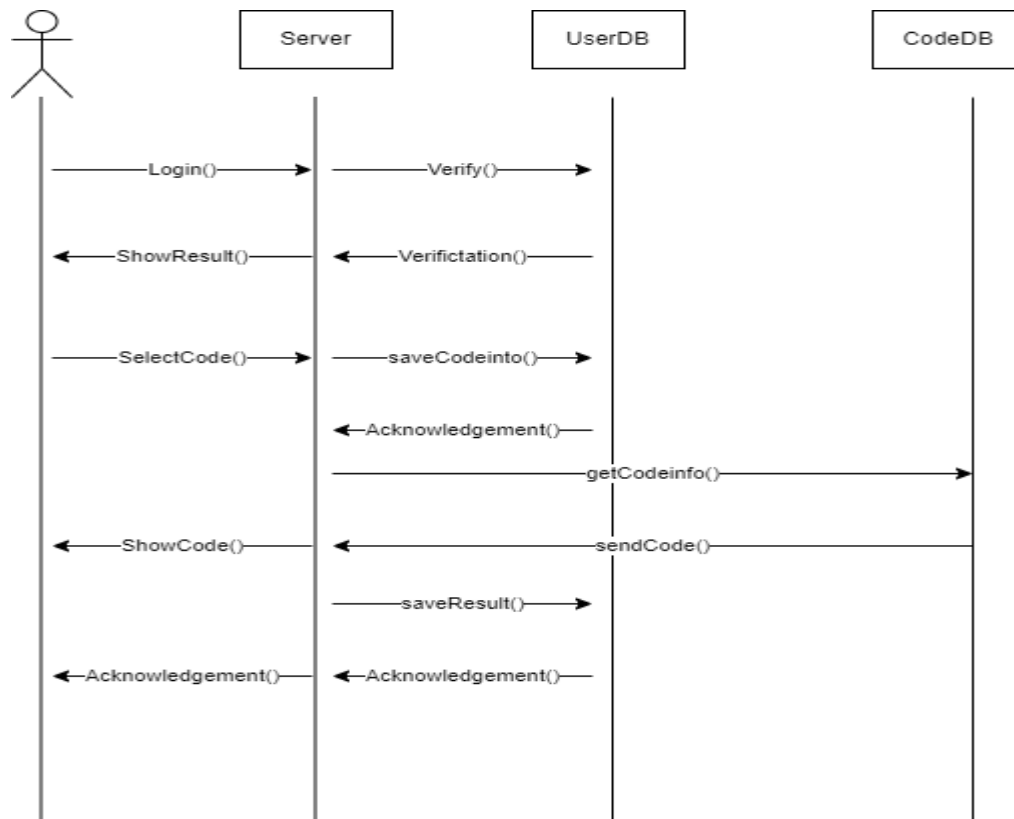 Server
UserDB
CodeDB
Login()
Verify()
ShowResult()
Verifictation()
SelectCode()
saveCodeinto()
Acknowledgement()
getCodeinfo()
ShowCode()
sendCode()
saveResult()
Acknowledgement()
Acknowledgement()